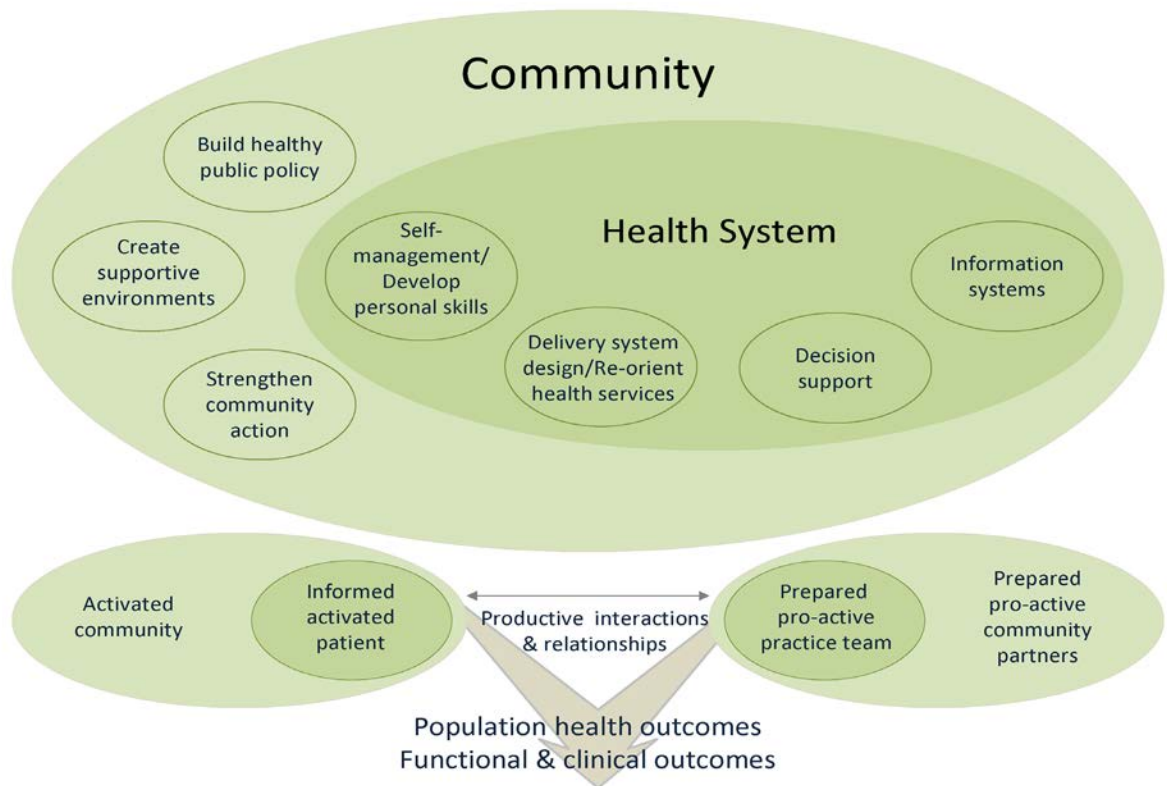 Community
Build healthy
public policy
Health System
Create
supportive
environments
Self-
management/
Develop
personal skills
Information
systems
Delivery system
design/Re-orient
health services
Decision
support
Strengthen
community
action
Activated
community
Informed
activated
patient
Productive interactions
& relationships
Prepared
pro-active
practice team
Prepared
pro-active
community
partners
Population health outcomes
Functional & clinical outcomes